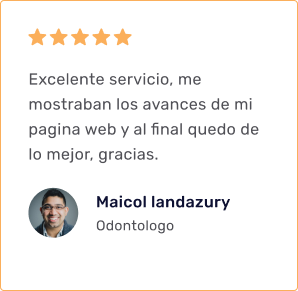 Excelente servicio, me
mostraban los avances de mi
pagina web y al final quedo de
lo mejor, gracias.
Maicol landazury
Odontologo